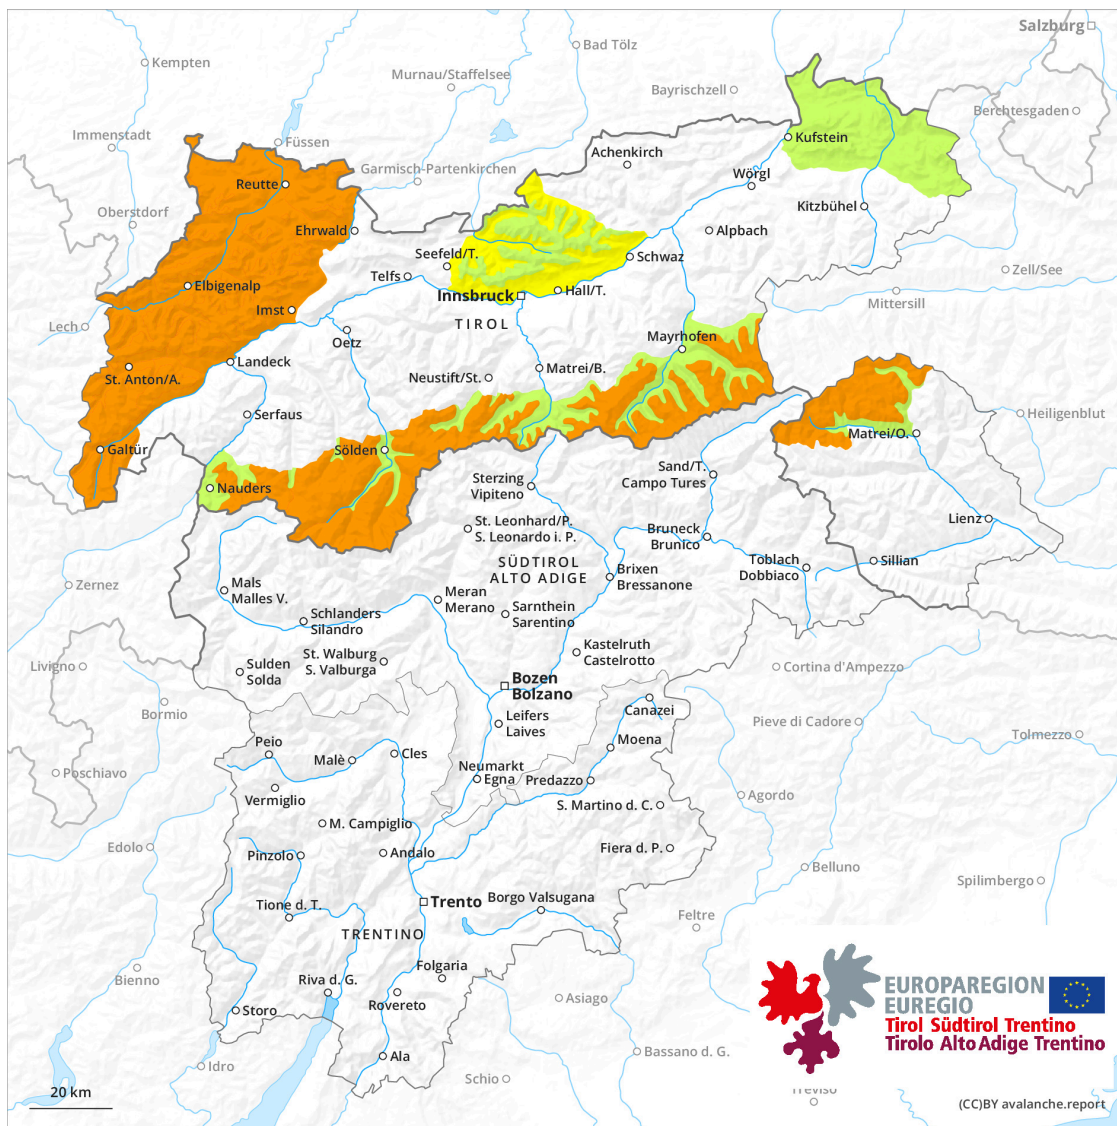 Salzburg
Bad Tölz
Kempten
Murnau/Staffelsee
Bayrischzell
Berchtesgaden
Immenstadt
Füssen
Kufstein
Achenkirch
Garmisch-Partenkirchen
Wörgl
Reutte
Oberstdorf
Kitzbühel
Ehrwald
Alpbach
Seefeld/T.
Schwaz
Telfs
Zell/See
Elbigenalp
Innsbruck
Hall/T.
Mittersill
Imst
Lech
TIROL
Oetz
Mayrhofen
Landeck
Matrei/B.
St. Anton/A.
Neustift/St.
Serfaus
Heiligenblut
Matrei/O.
Galtür
Sölden
Sand/T.
Campo Tures
Sterzing
Vipiteno
Nauders
St. Leonhard/P.
S. Leonardo i. P.
Lienz
Bruneck
Brunico
SÜDTIROL
ALTO ADIGE
Toblach
Dobbiaco
Sillian
Brixen
Bressanone
Zernez
Mals
Malles V.
Meran
Merano
Sarnthein
Sarentino
Schlanders
Silandro
Kastelruth
Castelrotto
St. Walburg
S. Valburga
Livigno
Sulden
Solda
Cortina d'Ampezzo
Bozen
Bolzano
Bormio
Canazei
Leifers
Laives
Pieve di Cadore
Tolmezzo
Peio
Moena
Malè
Cles
Neumarkt
Egna
Predazzo
Poschiavo
Vermiglio
Agordo
S. Martino d. C.
M. Campiglio
Edolo
Pinzolo
Andalo
Fiera d. P.
Belluno
Spilimbergo
Tione d. T.
Trento
Borgo Valsugana
Feltre
TRENTINO
Bienno
Folgaria
Riva d. G.
Rovereto
Asiago
Storo
EUROPAREGION
EUREGIO
Tirol Südtirol Trentino
Tirolo Alto Adige Trentino
Ala
Bassano d. G.
Idro
Schio
Treviso
20 km
(CC)BY avalanche.report